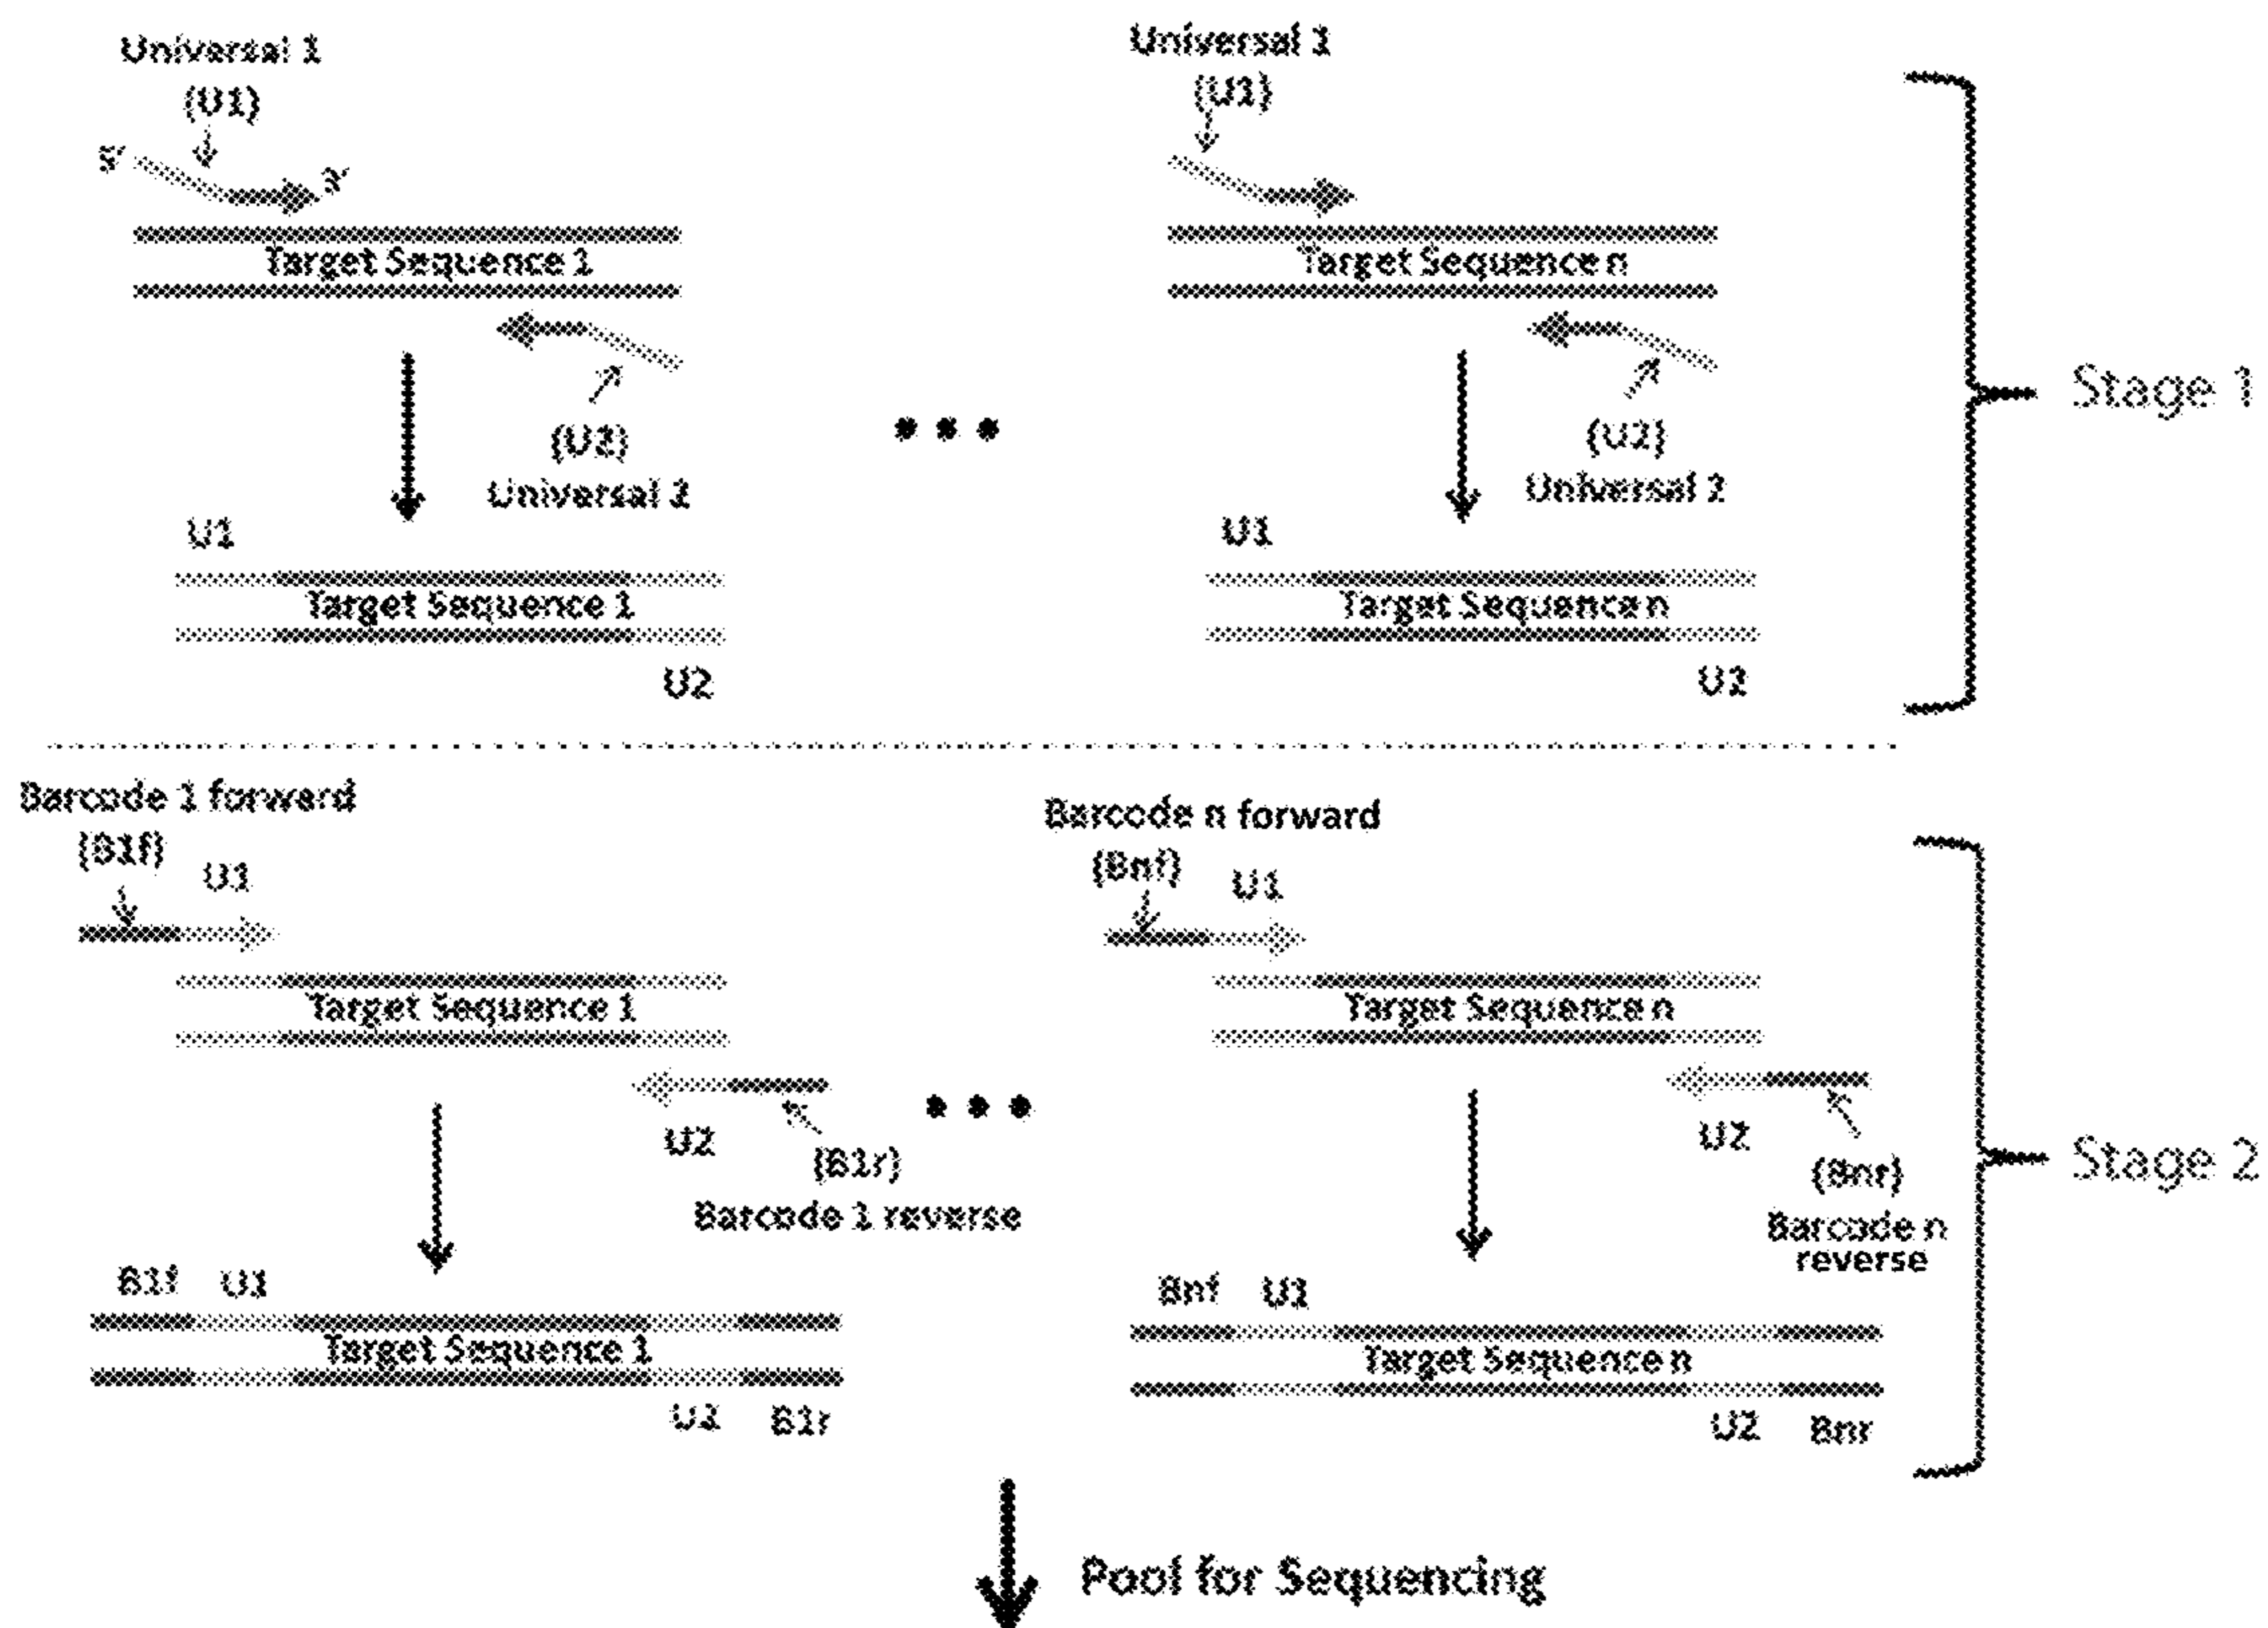 Universal 1
(U1)
5'
3'
Target Sequence 1
(U2)
Universal 2
U1
Target Sequence 1
U2
Universal 1
(U1)
Target Sequence n
(U2)
Universal 2
U1
Target Sequence n
U2
Stage 1
Barcode 1 forward
(B1f)
U1
Target Sequence 1
U2
(B1r)
Barcode 1 reverse
B1f U1
Target Sequence 1
U2 B1r
Barcode n forward
(Bnf)
U1
Target Sequence n
U2
(Bnr)
Barcode n
reverse
Bnf U1
Target Sequence n
U2 Bnr
Stage 2
Pool for Sequencing